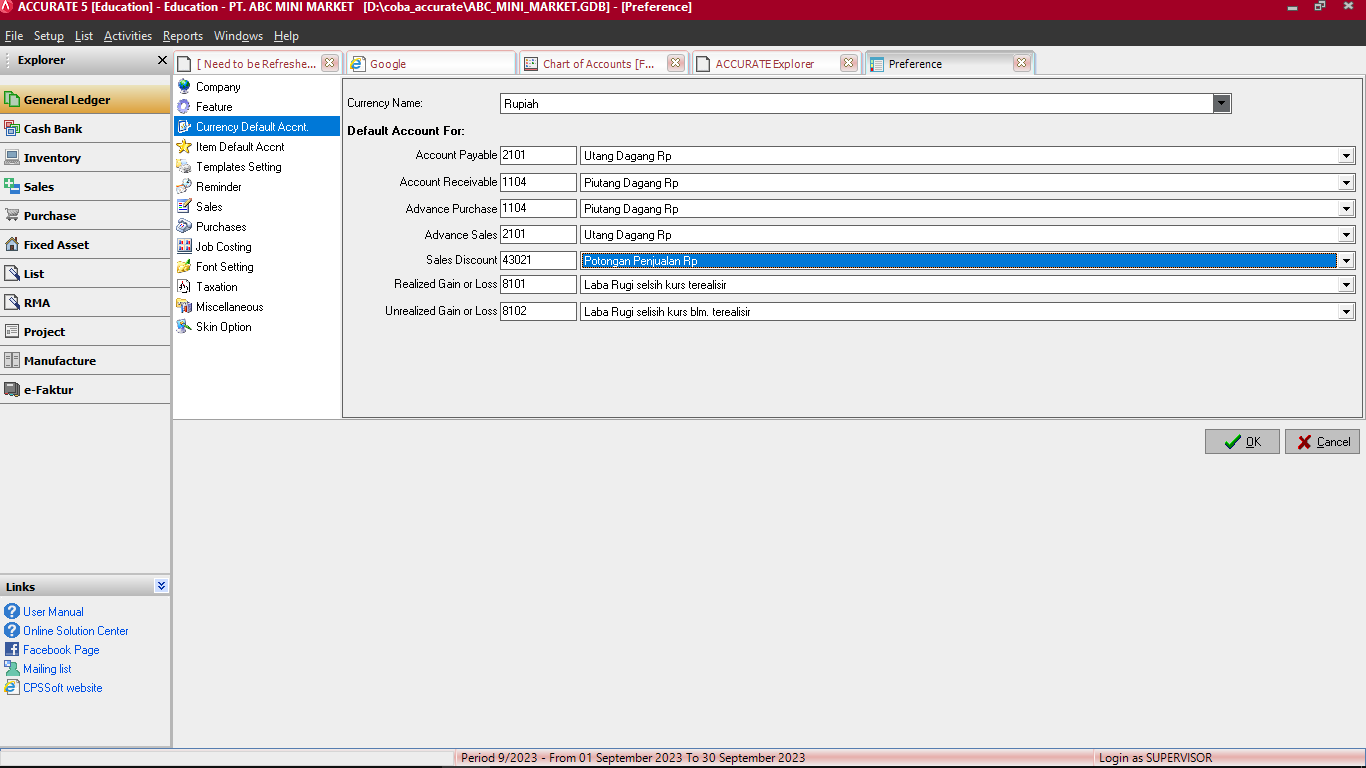 ACCURATE 5 [Education] - Education - PT. ABC MINI MARKET [D:\coba_accurate\ABC_MINI_MARKET.GDB] - [Preference]
File Setup List Activities Reports Windows Help
Explorer
[ Need to be Refreshe...
Google
Chart of Accounts [F...
ACCURATE Explorer
Preference
General Ledger
Cash Bank
Inventory
Sales
Purchase
Fixed Asset
List
RMA
Project
Manufacture
e-Faktur
Company
Feature
Currency Default Accnt.
Item Default Accnt
Templates Setting
Reminder
Sales
Purchases
Job Costing
Font Setting
Taxation
Miscellaneous
Skin Option
Currency Name: Rupiah
Default Account For:
Account Payable 2101 Utang Dagang Rp
Account Receivable 1104 Piutang Dagang Rp
Advance Purchase 1104 Piutang Dagang Rp
Advance Sales 2101 Utang Dagang Rp
Sales Discount 43021 Potongan Penjualan Rp
Realized Gain or Loss 8101 Laba Rugi selsih kurs terealisir
Unrealized Gain or Loss 8102 Laba Rugi selisih kurs blm. terealisir
OK Cancel
Links
User Manual
Online Solution Center
Facebook Page
Mailing list
CPSSoft website
Period 9/2023 - From 01 September 2023 To 30 September 2023
Login as SUPERVISOR